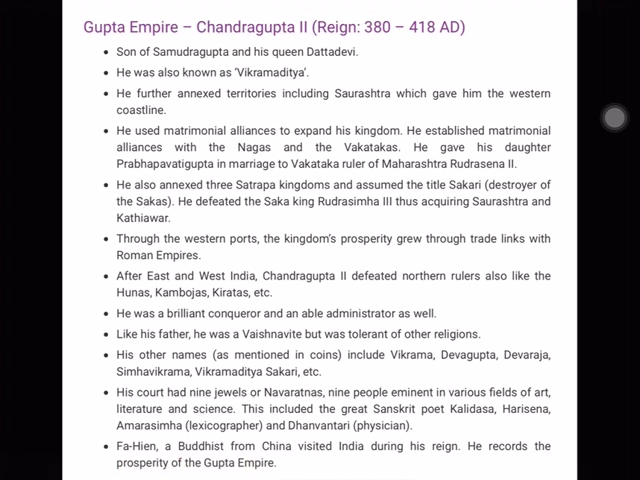 Gupta Empire – Chandragupta II (Reign: 380 – 418 AD)
• Son of Samudragupta and his queen Dattadevi.
• He was also known as ‘Vikramaditya’.
• He further annexed territories including Saurashtra which gave him the western
coastline.
• He used matrimonial alliances to expand his kingdom. He established matrimonial
alliances with the Nagas and the Vakatakas. He gave his daughter
Prabhapavatigupta in marriage to Vakataka ruler of Maharashtra Rudrasena II.
• He also annexed three Satrapa kingdoms and assumed the title Sakari (destroyer of
the Sakas). He defeated the Saka king Rudrasimha III thus acquiring Saurashtra and
Kathiawar.
• Through the western ports, the kingdom’s prosperity grew through trade links with
Roman Empires.
• After East and West India, Chandragupta II defeated northern rulers also like the
Hunas, Kambojas, Kiratas, etc.
• He was a brilliant conqueror and an able administrator as well.
• Like his father, he was a Vaishnavite but was tolerant of other religions.
• His other names (as mentioned in coins) include Vikrama, Devagupta, Devaraja,
Simhavikrama, Vikramaditya Sakari, etc.
• His court had nine jewels or Navaratnas, nine people eminent in various fields of art,
literature and science. This included the great Sanskrit poet Kalidasa, Harisena,
Amarasimha (lexicographer) and Dhanvantari (physician).
• Fa-Hien, a Buddhist from China visited India during his reign. He records the
prosperity of the Gupta Empire.